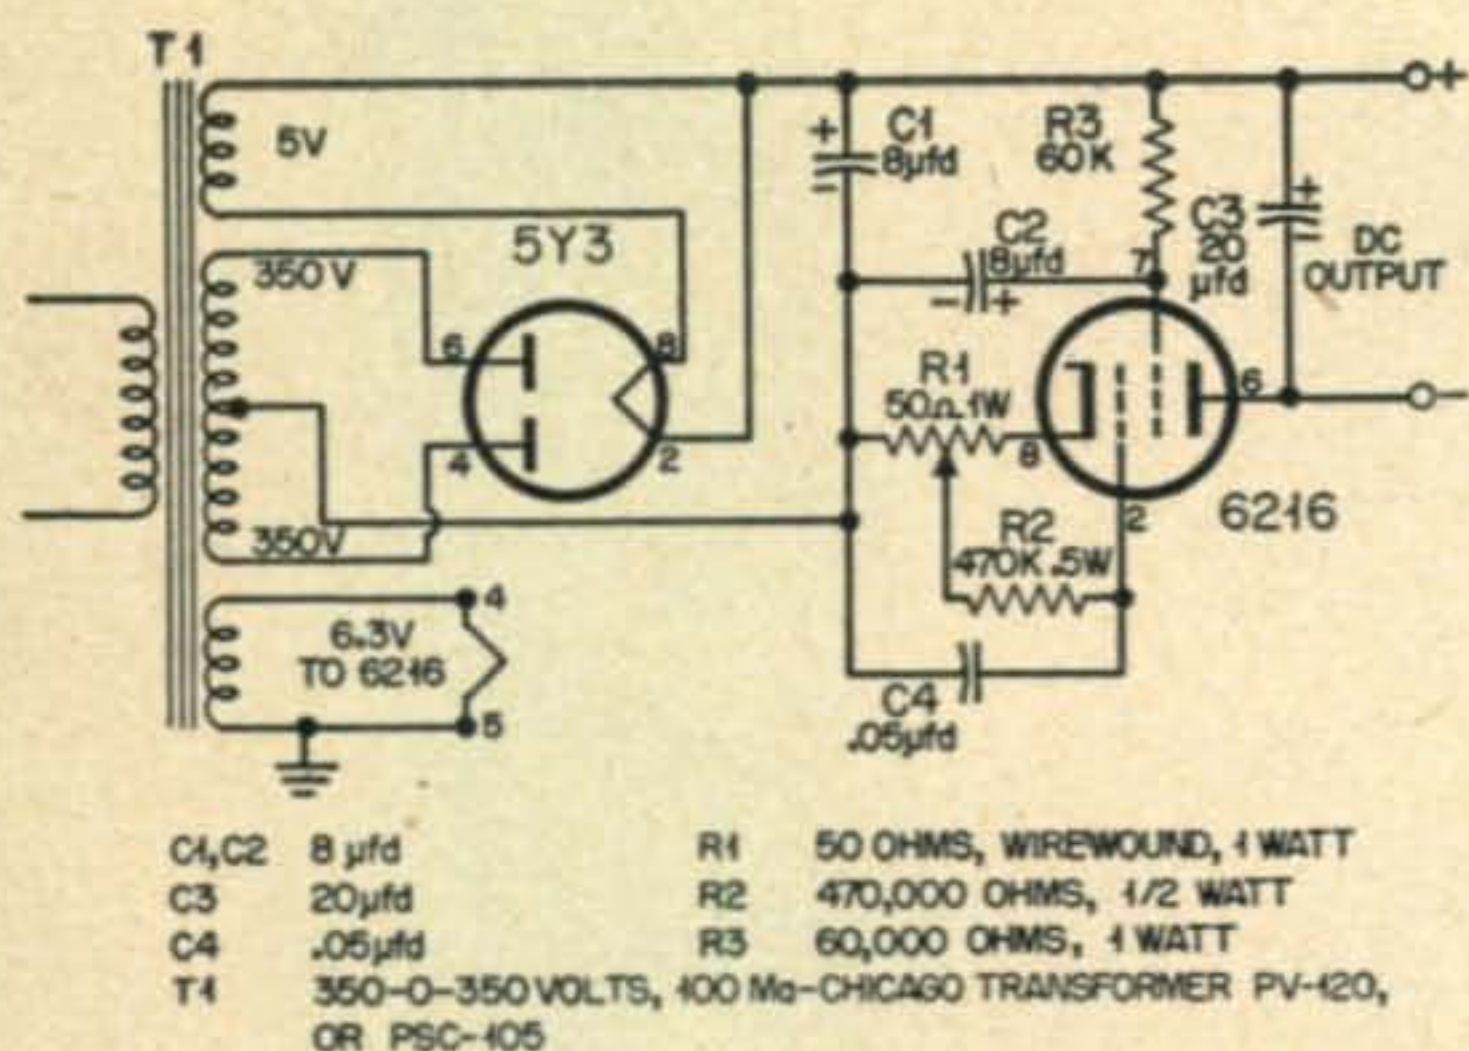 T1
5V
350V
350V
5Y3
6
8
4
2
6.3V
TO 6216
4
5
+
C1
8µfd
-
R3
60K
C2
8µfd
- +
7
C3
20
µfd
+
DC
OUTPUT
+
-
R1
50Ω 1W
8
6
2
6216
R2
470K .5W
C4
.05µfd
C1,C2 8 µfd
C3 20µfd
C4 .05µfd
R1 50 OHMS, WIREWOUND, 1 WATT
R2 470,000 OHMS, 1/2 WATT
R3 60,000 OHMS, 1 WATT
T1 350-0-350 VOLTS, 100 Ma-CHICAGO TRANSFORMER PV-120,
OR PSC-105